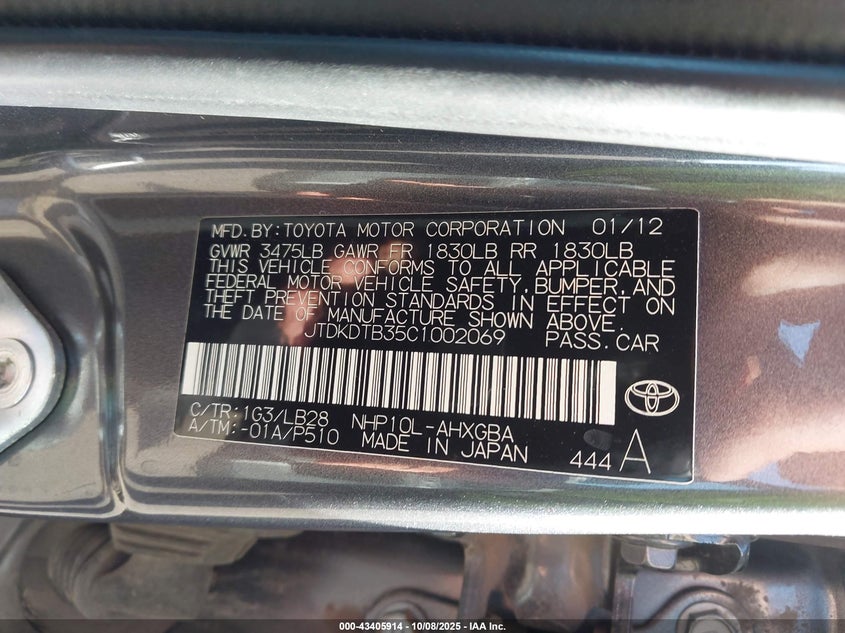 MFD.BY:TOYOTA MOTOR CORPORATION 01/12
GVWR 3475LB GAWR FR 1830LB RR 1830LB
THIS VEHICLE CONFORMS TO ALL APPLICABLE
FEDERAL MOTOR VEHICLE SAFETY,BUMPER,AND
THEFT PREVENTION STANDARDS IN EFFECT ON
THE DATE OF MANUFACTURE SHOWN ABOVE.
JTDKDTB35C1002069 PASS.CAR
C/TR:1G3/LB28 NHP10L-AHXGBA
A/TM:-01A/P510 MADE IN JAPAN 444 A
000-43405914 - 10/08/2025 - IAA Inc.